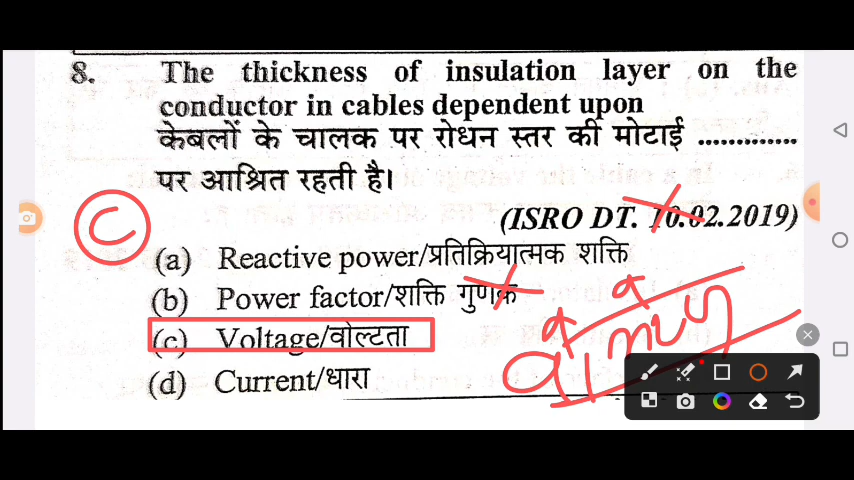 8. The thickness of insulation layer on the
conductor in cables dependent upon
केबलों के चालक पर रोधन स्तर की मोटाई .............
पर आश्रित रहती है।
(ISRO DT. 10.02.2019)
C
(a) Reactive power/प्रतिक्रियात्मक शक्ति
(b) Power factor/शक्ति गुणक
(c) Voltage/वोल्टता
(d) Current/धारा